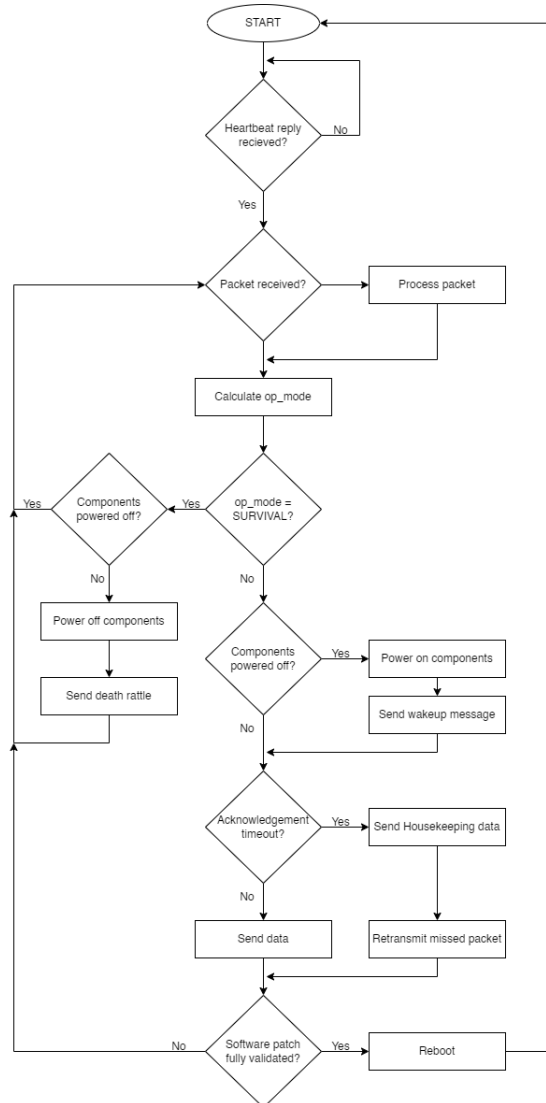 START
Heartbeat reply
recieved?
No
Yes
Packet received?
Process packet
Calculate op_mode
Components
powered off?
Yes
Yes
op_mode =
SURVIVAL?
No
No
Power off components
Components
powered off?
Yes
Power on components
Send death rattle
Send wakeup message
No
Acknowledgement
timeout?
Yes
Send Housekeeping data
No
Send data
Retransmit missed packet
Software patch
fully validated?
No
Yes
Reboot